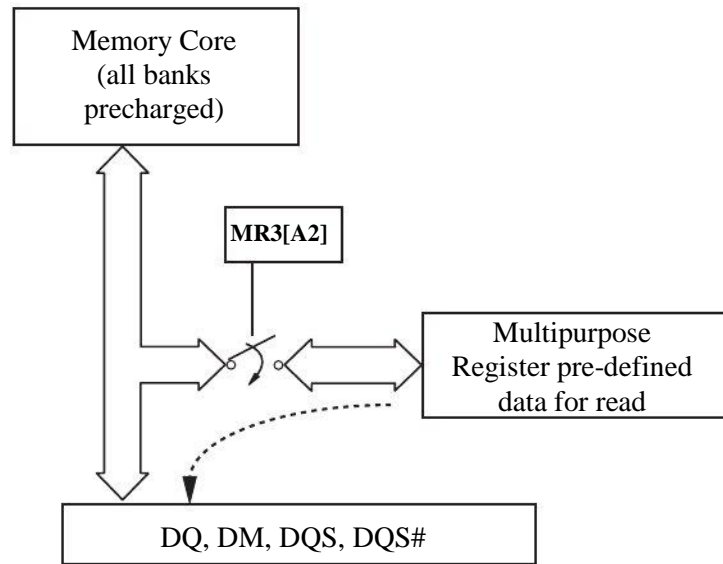 Memory Core
(all banks
precharged)
MR3[A2]
Multipurpose
Register pre-defined
data for read
DQ, DM, DQS, DQS#